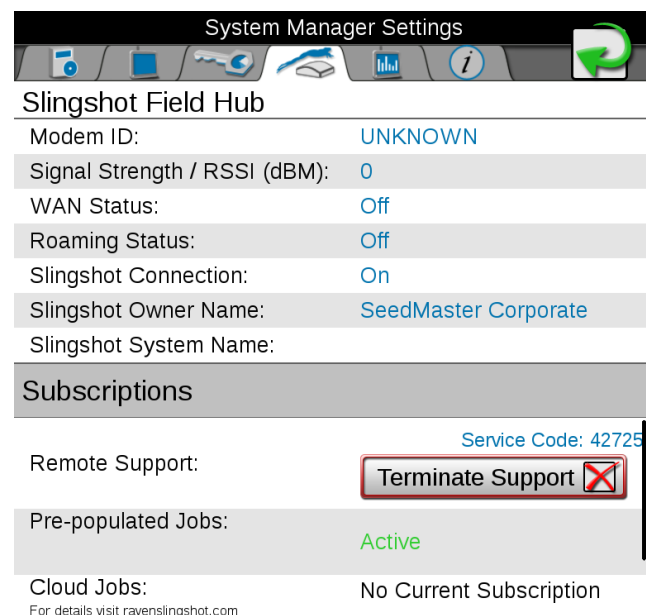 System Manager Settings
i
Slingshot Field Hub
Modem ID: UNKNOWN
Signal Strength / RSSI (dBM): 0
WAN Status: Off
Roaming Status: Off
Slingshot Connection: On
Slingshot Owner Name: SeedMaster Corporate
Slingshot System Name:
Subscriptions
Service Code: 42725
Remote Support: Terminate Support
Pre-populated Jobs: Active
Cloud Jobs: No Current Subscription
For details visit ravenslingshot.com